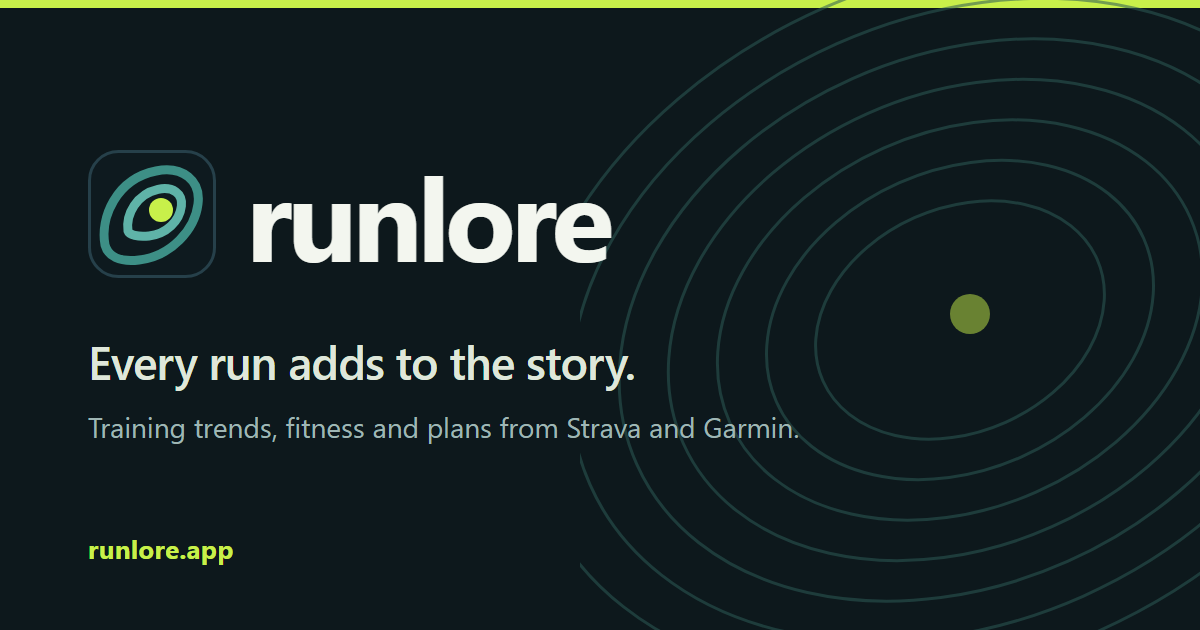 runlore
Every run adds to the story.
Training trends, fitness and plans from Strava and Garmin.
runlore.app